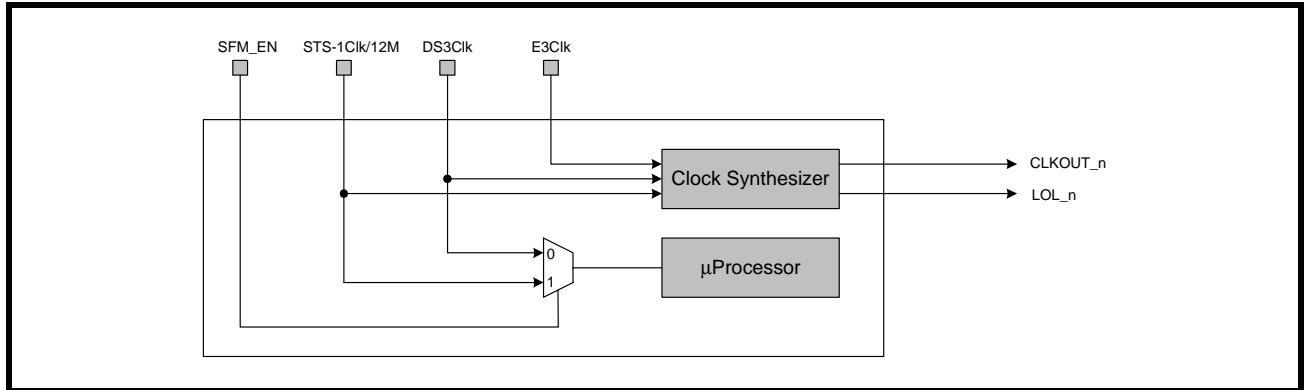 SFM_EN STS-1Clk/12M DS3Clk E3Clk
Clock Synthesizer
CLKOUT_n
LOL_n
0
1
μProcessor